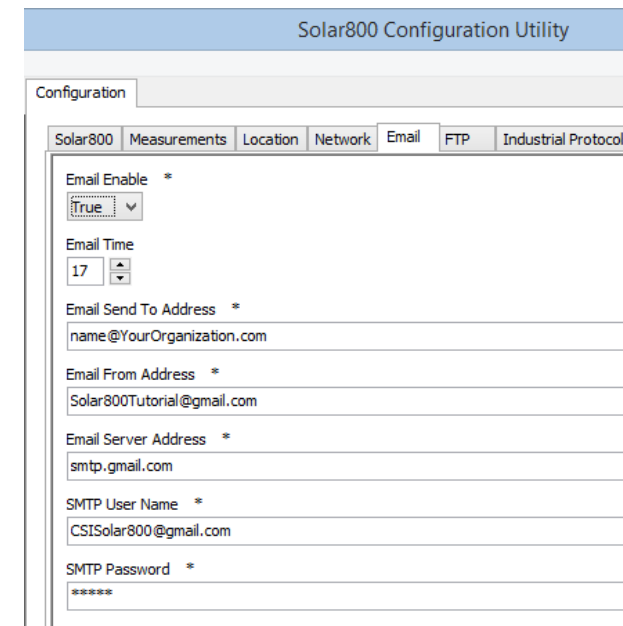 Solar800 Configuration Utility
Configuration
Solar800 Measurements Location Network Email FTP Industrial Protocol
Email Enable *
True
Email Time
17
Email Send To Address *
name@YourOrganization.com
Email From Address *
Solar800Tutorial@gmail.com
Email Server Address *
smtp.gmail.com
SMTP User Name *
CSISolar800@gmail.com
SMTP Password *
*****